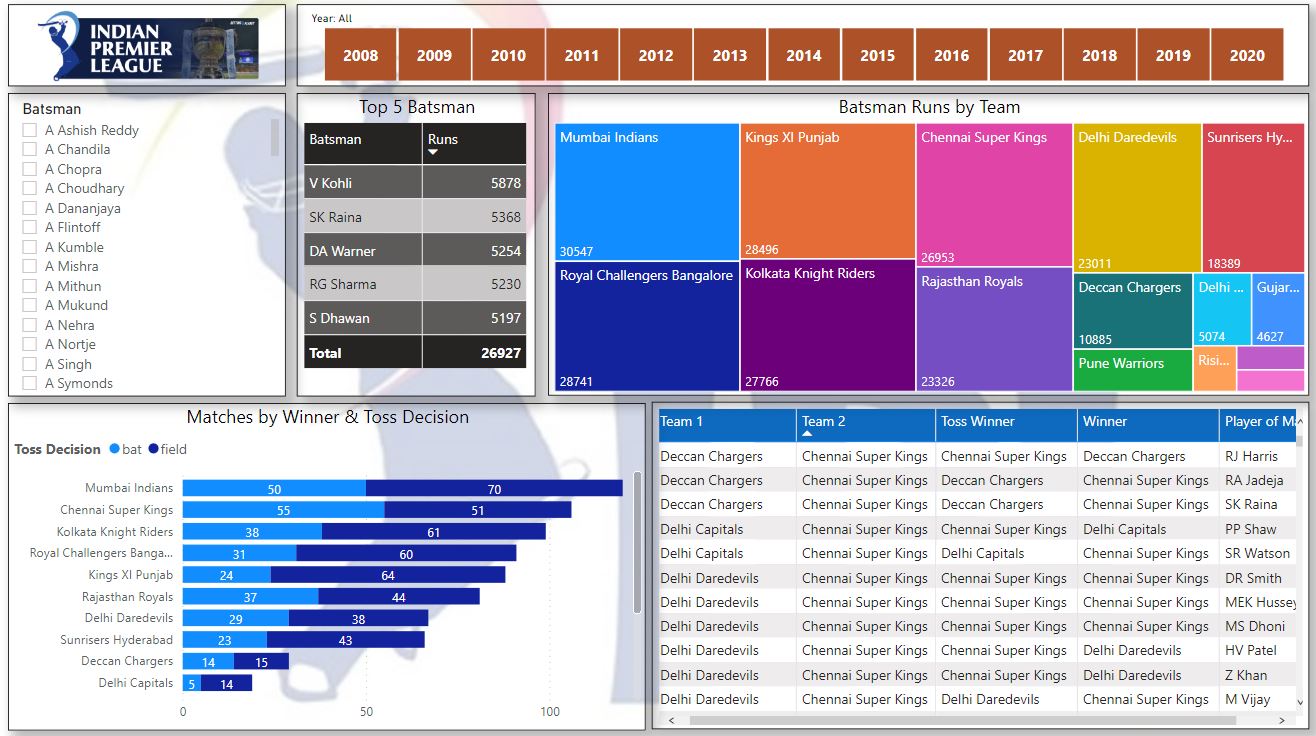 INDIAN
PREMIER
LEAGUE
Year: All
2008 2009 2010 2011 2012 2013 2014 2015 2016 2017 2018 2019 2020
Batsman
A Ashish Reddy
A Chandila
A Chopra
A Choudhary
A Dananjaya
A Flintoff
A Kumble
A Mishra
A Mithun
A Mukund
A Nehra
A Nortje
A Singh
A Symonds
Top 5 Batsman
Batsman Runs
V Kohli 5878
SK Raina 5368
DA Warner 5254
RG Sharma 5230
S Dhawan 5197
Total 26927
Batsman Runs by Team
Mumbai Indians
30547
Royal Challengers Bangalore
28741
Kings XI Punjab
28496
Kolkata Knight Riders
27766
Chennai Super Kings
26953
Rajasthan Royals
23326
Delhi Daredevils
23011
Sunrisers Hy...
18389
Deccan Chargers
10885
Pune Warriors
Delhi ...
5074
Gujar...
4627
Risi...
Matches by Winner & Toss Decision
Toss Decision bat field
Mumbai Indians 50 70
Chennai Super Kings 55 51
Kolkata Knight Riders 38 61
Royal Challengers Banga... 31 60
Kings XI Punjab 24 64
Rajasthan Royals 37 44
Delhi Daredevils 29 38
Sunrisers Hyderabad 23 43
Deccan Chargers 14 15
Delhi Capitals 5 14
0 50 100
Team 1 Team 2 Toss Winner Winner Player of M
Deccan Chargers Chennai Super Kings Chennai Super Kings Deccan Chargers RJ Harris
Deccan Chargers Chennai Super Kings Deccan Chargers Chennai Super Kings RA Jadeja
Deccan Chargers Chennai Super Kings Deccan Chargers Chennai Super Kings SK Raina
Delhi Capitals Chennai Super Kings Chennai Super Kings Delhi Capitals PP Shaw
Delhi Capitals Chennai Super Kings Delhi Capitals Chennai Super Kings SR Watson
Delhi Daredevils Chennai Super Kings Chennai Super Kings Chennai Super Kings DR Smith
Delhi Daredevils Chennai Super Kings Chennai Super Kings Chennai Super Kings MEK Hussey
Delhi Daredevils Chennai Super Kings Chennai Super Kings Chennai Super Kings MS Dhoni
Delhi Daredevils Chennai Super Kings Chennai Super Kings Delhi Daredevils HV Patel
Delhi Daredevils Chennai Super Kings Chennai Super Kings Delhi Daredevils Z Khan
Delhi Daredevils Chennai Super Kings Delhi Daredevils Chennai Super Kings M Vijay